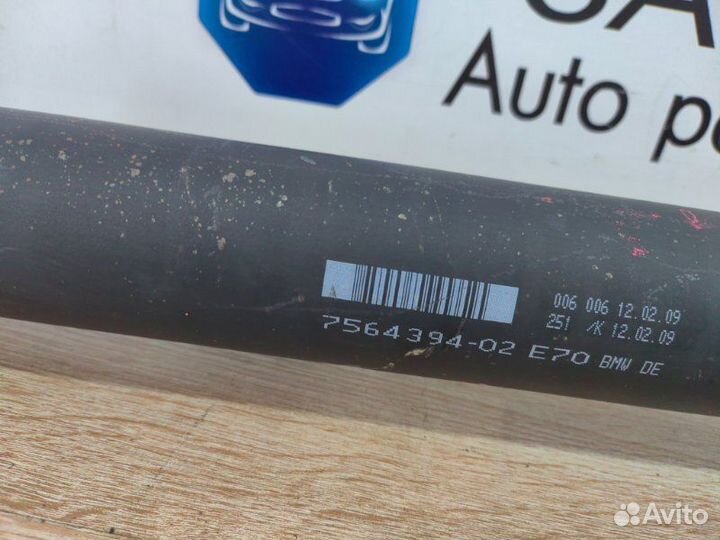 Auto
006 006 12.02.09
251 /K 12.02.09
7564394-02 E70 BMW DE
Avito